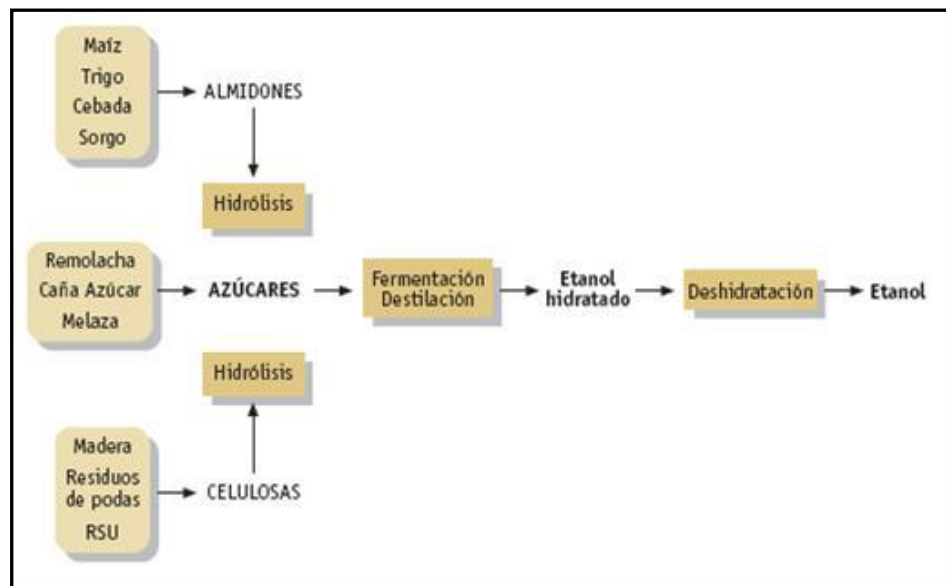 Maíz
Trigo
Cebada
Sorgo
ALMIDONES
Hidrólisis
Remolacha
Caña Azúcar
Melaza
AZÚCARES
Fermentación
Destilación
Etanol
hidratado
Deshidratación
Etanol
Hidrólisis
Madera
Residuos
de podas
RSU
CELULOSAS